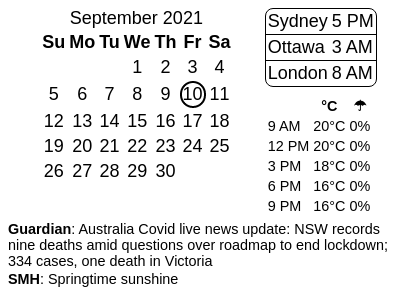 September 2021
Su Mo Tu We Th Fr Sa
1 2 3 4
5 6 7 8 9 10 11
12 13 14 15 16 17 18
19 20 21 22 23 24 25
26 27 28 29 30
Sydney 5 PM
Ottawa 3 AM
London 8 AM
°C ☂
9 AM 20°C 0%
12 PM 20°C 0%
3 PM 18°C 0%
6 PM 16°C 0%
9 PM 16°C 0%
Guardian: Australia Covid live news update: NSW records
nine deaths amid questions over roadmap to end lockdown;
334 cases, one death in Victoria
SMH: Springtime sunshine